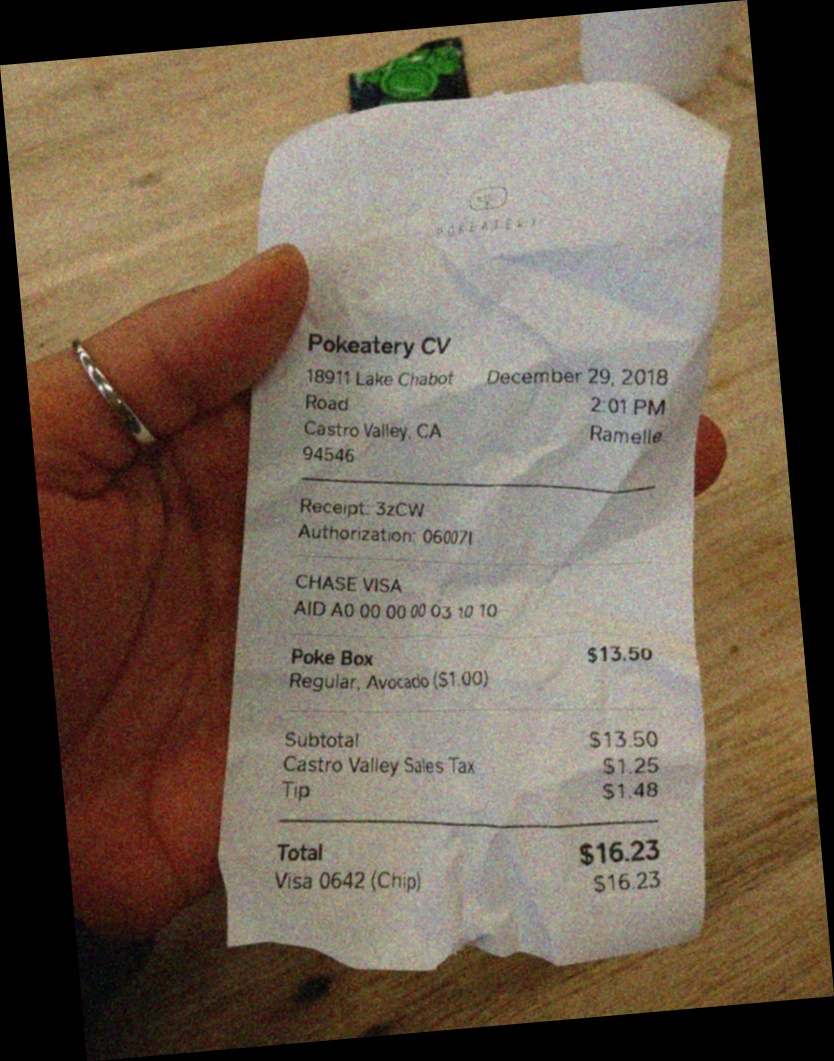 POKEATERY
Pokeatery CV
18911 Lake Chabot December 29, 2018
Road 2:01 PM
Castro Valley, CA Ramelle
94546
Receipt: 3zCW
Authorization: 060071
CHASE VISA
AID A0 00 00 00 03 10 10
Poke Box $13.50
Regular, Avocado ($1.00)
Subtotal $13.50
Castro Valley Sales Tax $1.25
Tip $1.48
Total $16.23
Visa 0642 (Chip) $16.23